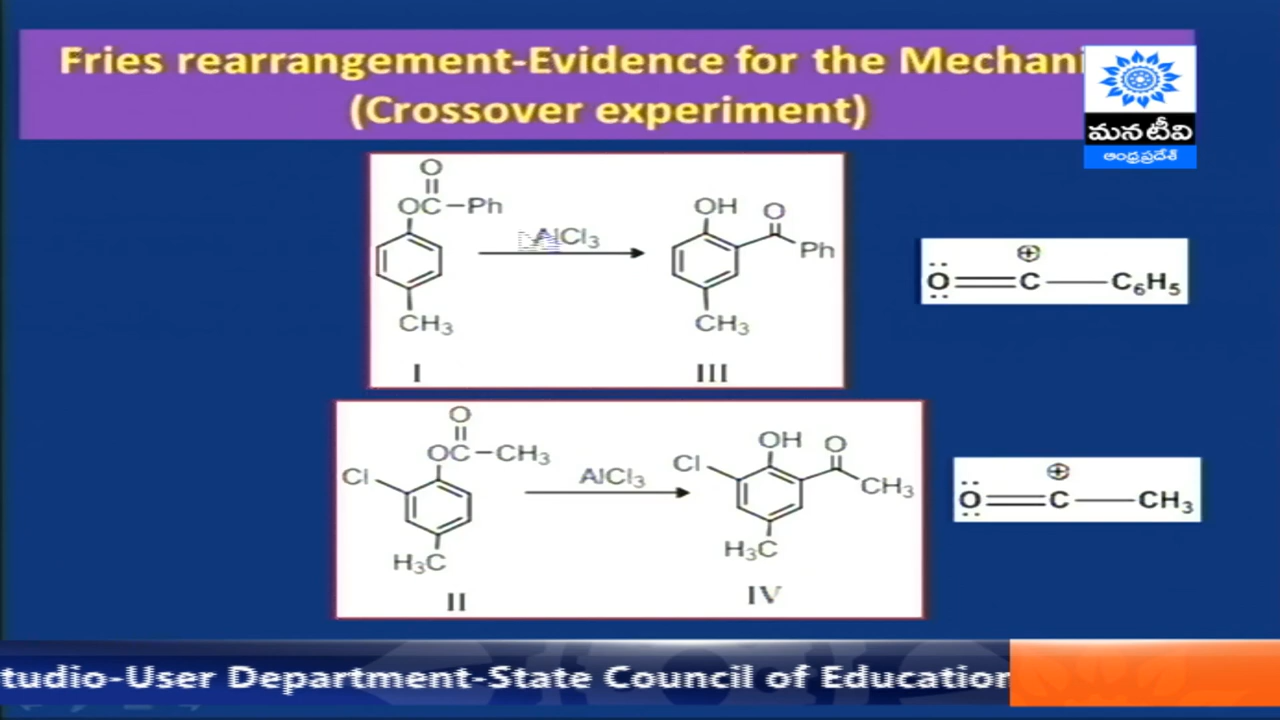 Fries rearrangement-Evidence for the Mechani
(Crossover experiment)
మన టీవి
ఆంధ్రప్రదేశ్
O
OC-Ph
AlCl3
CH3
I
OH
O
Ph
CH3
III
O=C-C6H5
O
OC-CH3
Cl
AlCl3
H3C
II
OH
O
Cl
CH3
H3C
IV
O=C-CH3
tudio-User Department-State Council of Education